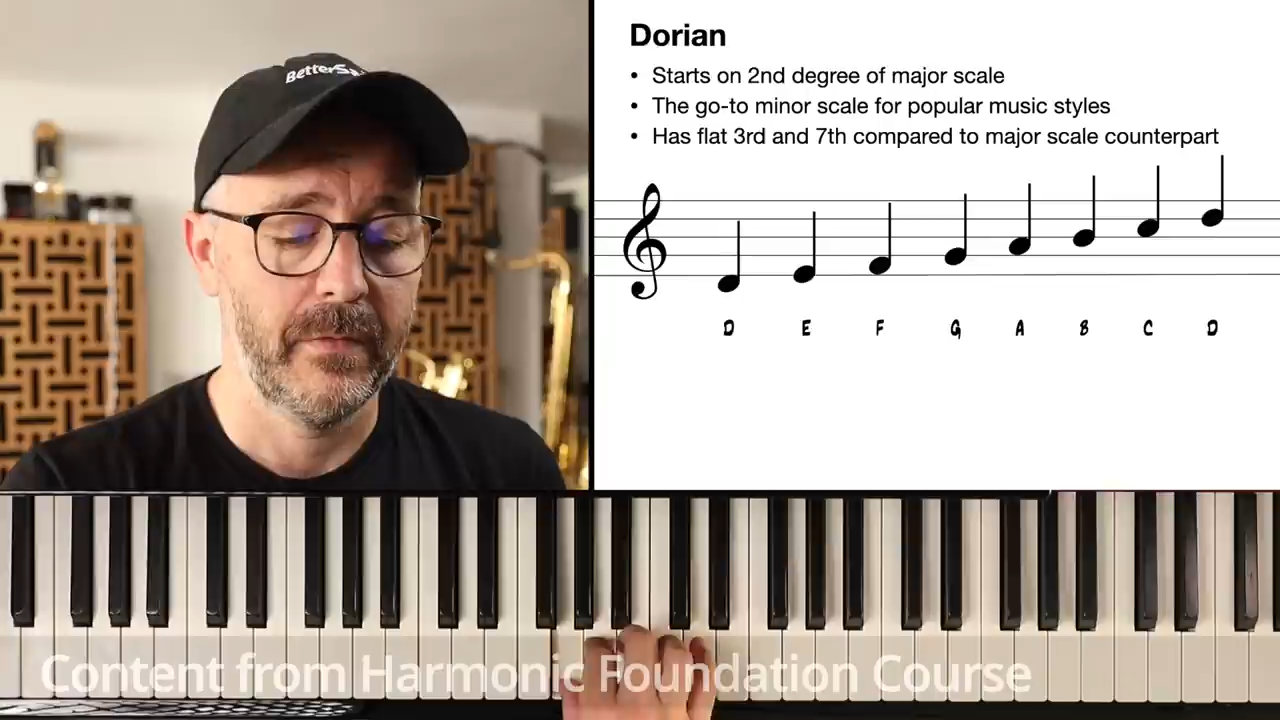 Dorian
• Starts on 2nd degree of major scale
• The go-to minor scale for popular music styles
• Has flat 3rd and 7th compared to major scale counterpart
D E F G A B C D
Content from Harmonic Foundation Course